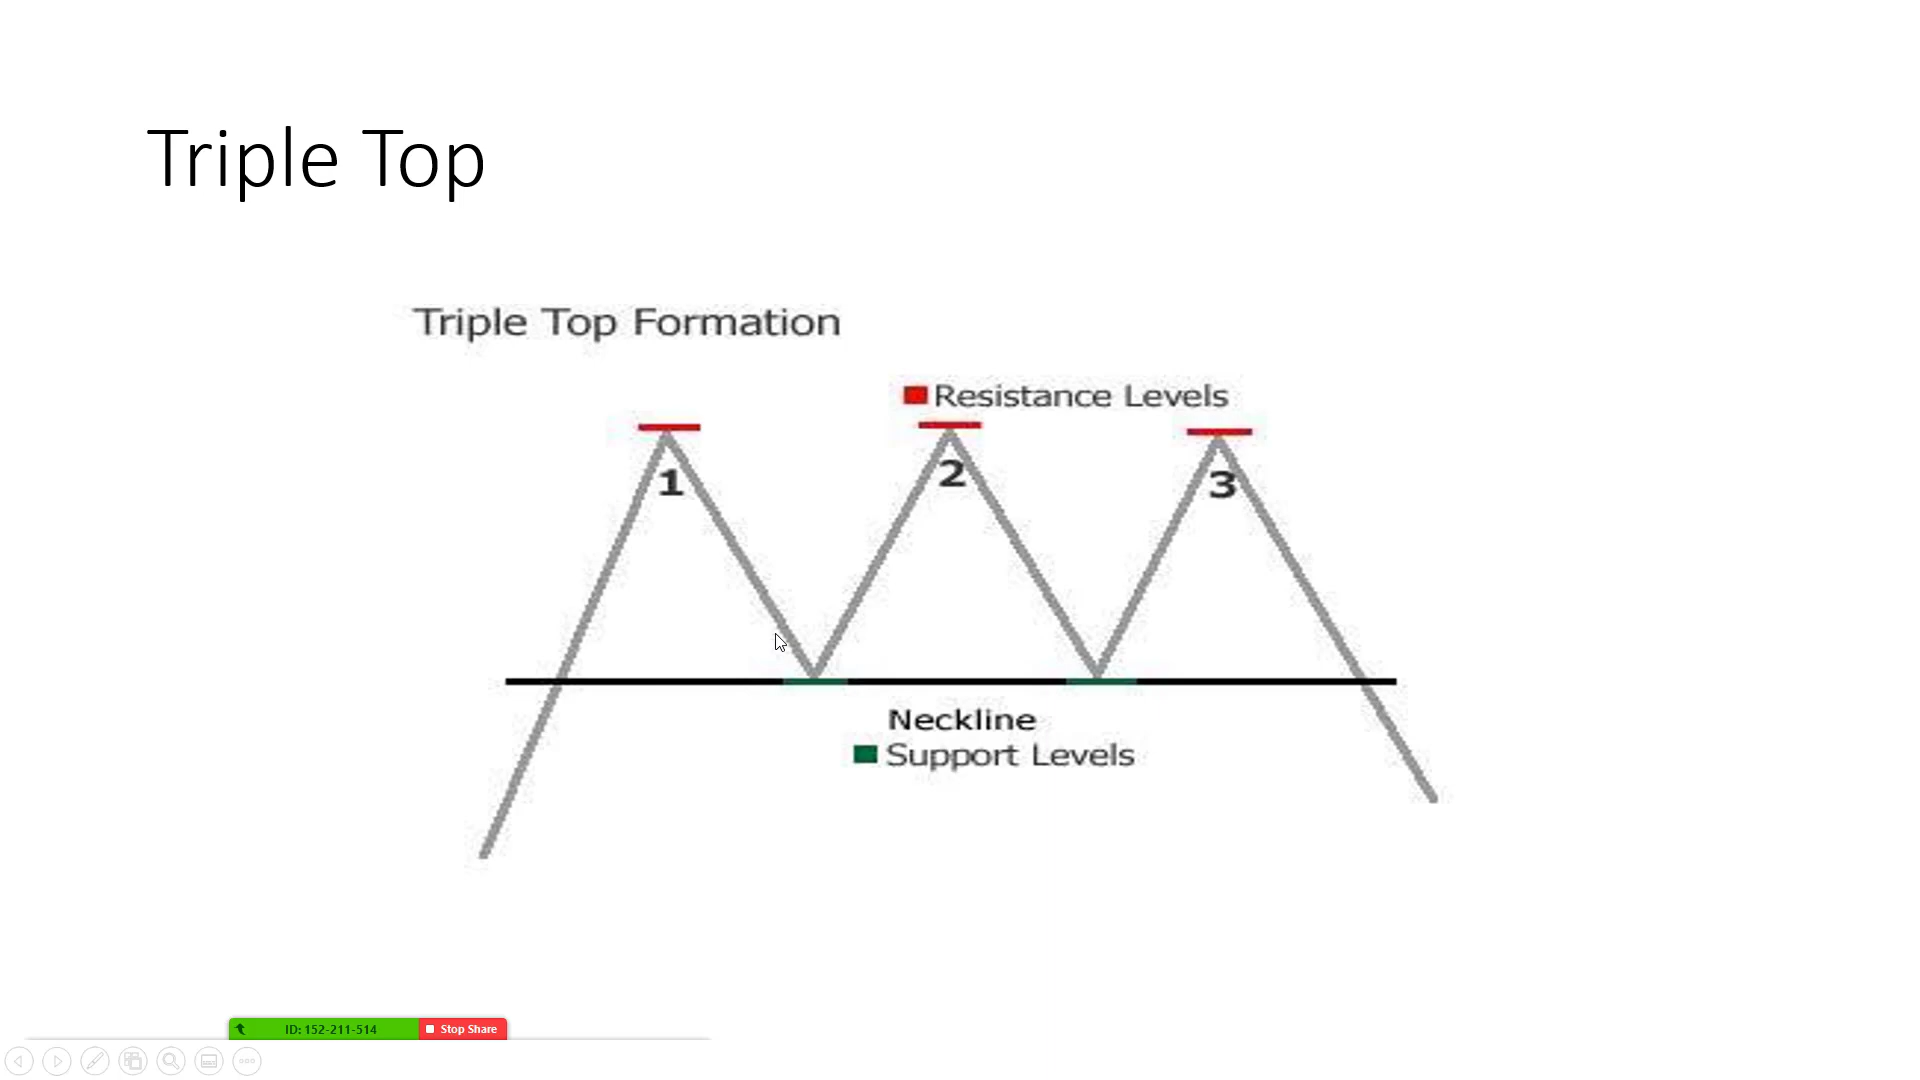 Triple Top
Triple Top Formation
Resistance Levels
1
2
3
Neckline
Support Levels
ID: 152-211-514
Stop Share